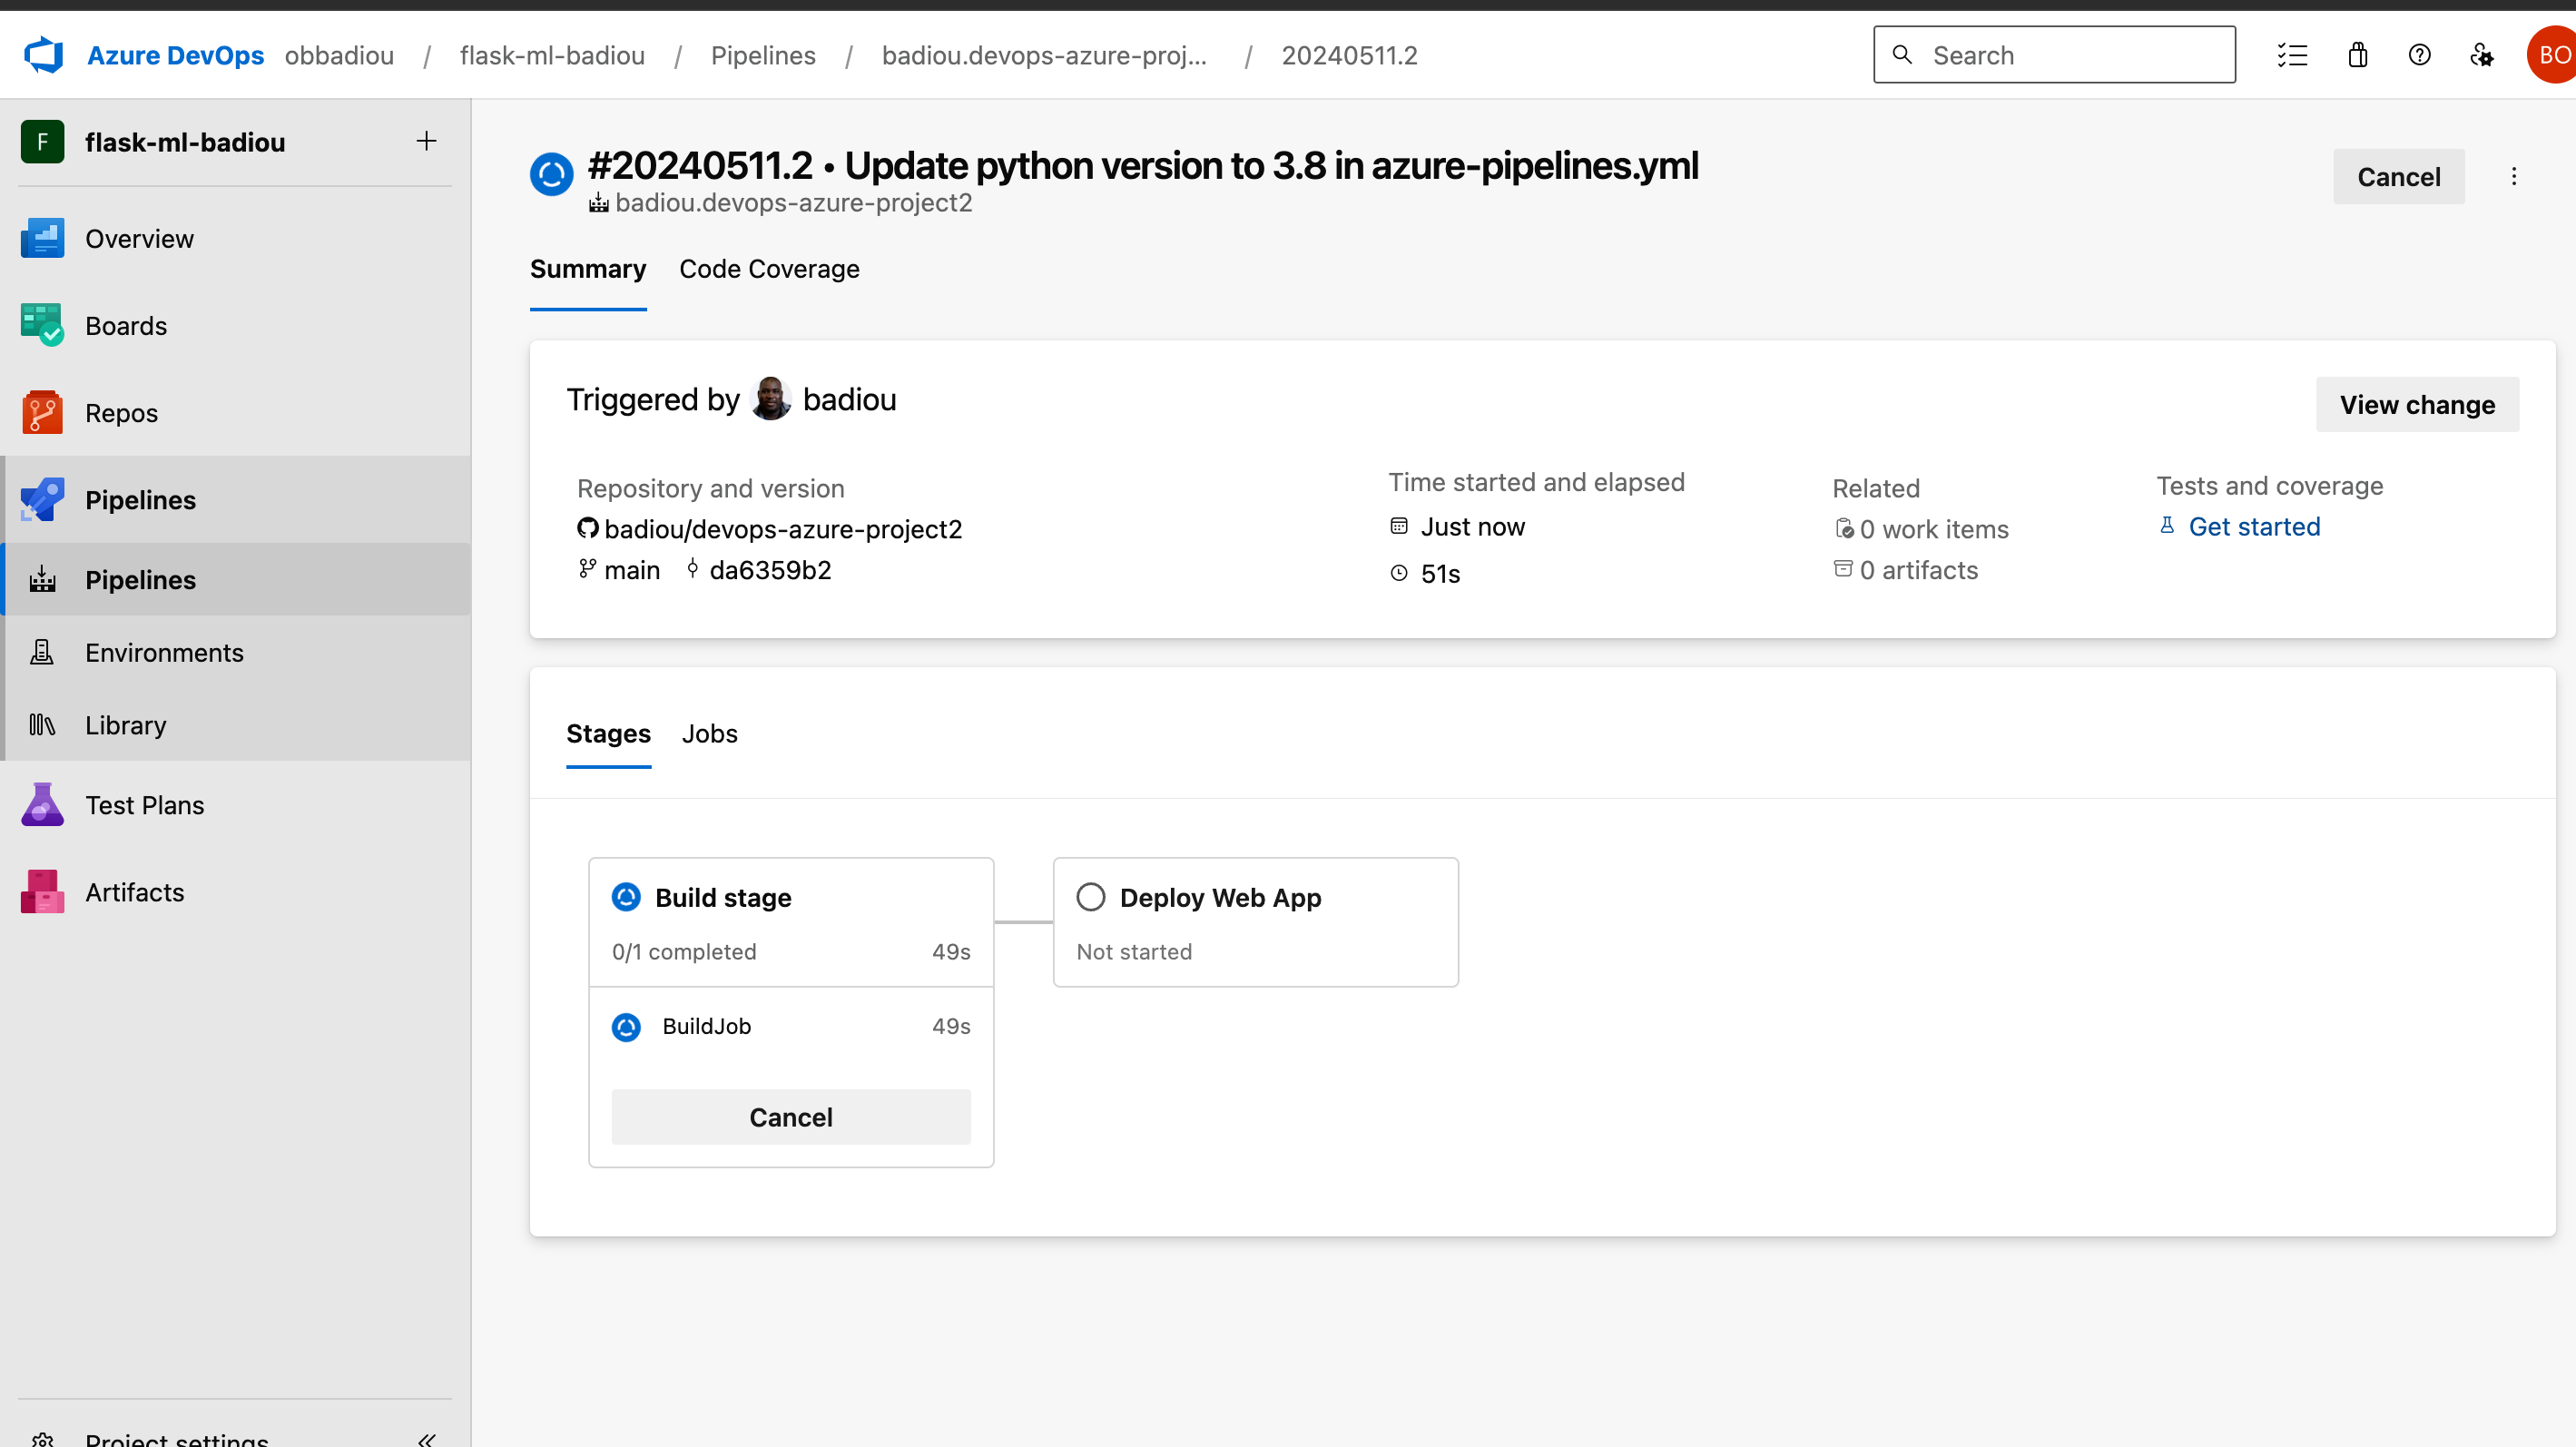 Azure DevOps obbadiou / flask-ml-badiou / Pipelines / badiou.devops-azure-proj... / 20240511.2
Search
BO
F flask-ml-badiou
Overview
Boards
Repos
Pipelines
Pipelines
Environments
Library
Test Plans
Artifacts
Project settings
#20240511.2 • Update python version to 3.8 in azure-pipelines.yml
badiou.devops-azure-project2
Cancel
Summary Code Coverage
Triggered by badiou
View change
Repository and version
badiou/devops-azure-project2
main da6359b2
Time started and elapsed
Just now
51s
Related
0 work items
0 artifacts
Tests and coverage
Get started
Stages Jobs
Build stage
0/1 completed 49s
BuildJob 49s
Cancel
Deploy Web App
Not started